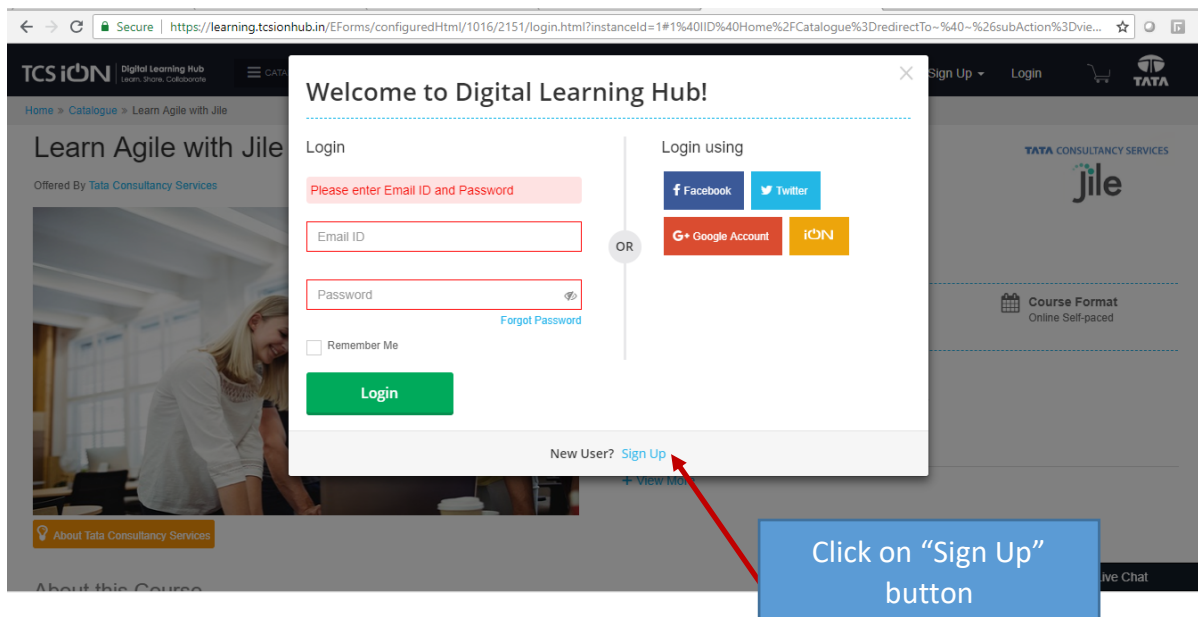 Secure | https://learning.tcsionhub.in/EForms/configuredHtml/1016/2151/login.html?instanceId=1#1%40IID%40Home%2FCatalogue%3DredirectTo~%40~%26subAction%3Dvie...
TCS iON Digital Learning Hub
Learn. Share. Collaborate
CATA
Sign Up
Login
TATA
Home » Catalogue » Learn Agile with Jile
Learn Agile with Jile
Offered By Tata Consultancy Services
TATA CONSULTANCY SERVICES
jile
Welcome to Digital Learning Hub!
Login
Please enter Email ID and Password
Email ID
Password
Forgot Password
Remember Me
Login
OR
Login using
f Facebook
Twitter
G+ Google Account
iON
New User? Sign Up
Course Format
Online Self-paced
+ View More
About Tata Consultancy Services
About this Course
Click on “Sign Up”
button
ive Chat